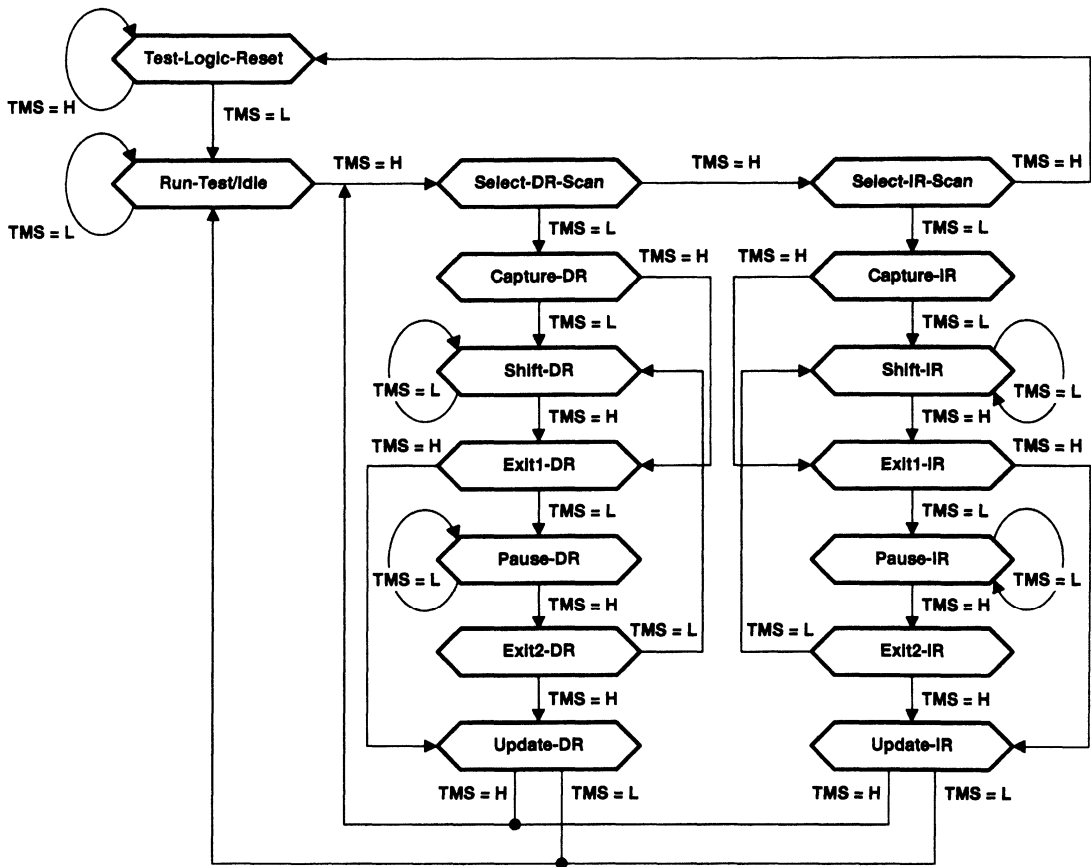 Test-Logic-Reset
TMS = H
TMS = L
TMS = H
TMS = H
TMS = H
Run-Test/Idle
Select-DR-Scan
Select-IR-Scan
TMS = L
TMS = L
TMS = L
TMS = H
TMS = H
Capture-DR
Capture-IR
TMS = L
TMS = L
Shift-DR
Shift-IR
TMS = L
TMS = L
TMS = H
TMS = H
TMS = H
TMS = H
Exit1-DR
Exit1-IR
TMS = L
TMS = L
Pause-DR
Pause-IR
TMS = L
TMS = L
TMS = H
TMS = H
TMS = L
TMS = L
Exit2-DR
Exit2-IR
TMS = H
TMS = H
Update-DR
Update-IR
TMS = H
TMS = L
TMS = H
TMS = L